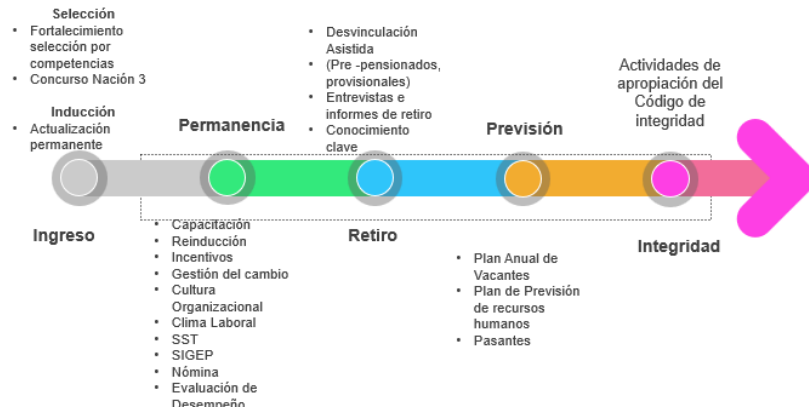 Selección
• Fortalecimiento
selección por
competencias
• Concurso Nación 3
Inducción
• Actualización
permanente
Ingreso
Permanencia
• Capacitación
• Reinducción
• Incentivos
• Gestión del cambio
• Cultura
Organizacional
• Clima Laboral
• SST
• SIGEP
• Nómina
• Evaluación de
Desempeño
• Desvinculación
Asistida
• (Pre -pensionados,
provisionales)
• Entrevistas e
informes de retiro
• Conocimiento
clave
Retiro
Previsión
• Plan Anual de
Vacantes
• Plan de Previsión
de recursos
humanos
• Pasantes
Actividades de
apropiación del
Código de
integridad
Integridad